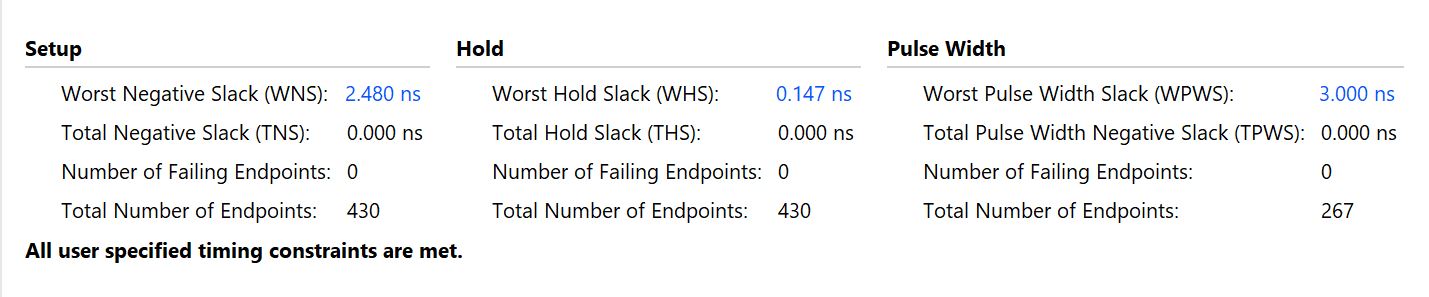 Setup Hold Pulse Width
Worst Negative Slack (WNS): 2.480 ns Worst Hold Slack (WHS): 0.147 ns Worst Pulse Width Slack (WPWS): 3.000 ns
Total Negative Slack (TNS): 0.000 ns Total Hold Slack (THS): 0.000 ns Total Pulse Width Negative Slack (TPWS): 0.000 ns
Number of Failing Endpoints: 0 Number of Failing Endpoints: 0 Number of Failing Endpoints: 0
Total Number of Endpoints: 430 Total Number of Endpoints: 430 Total Number of Endpoints: 267
All user specified timing constraints are met.